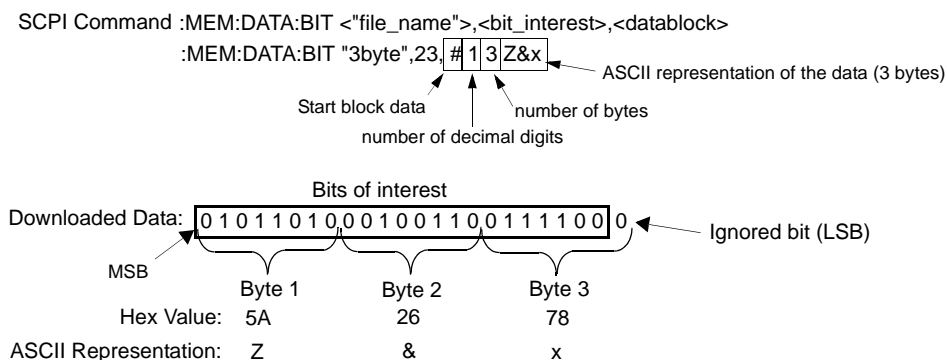 SCPI Command :MEM:DATA:BIT <"file_name">,<bit_interest>,<datablock>
:MEM:DATA:BIT "3byte",23, # 1 3 Z&x
ASCII representation of the data (3 bytes)
Start block data
number of bytes
number of decimal digits
Bits of interest
Downloaded Data: 0 1 0 1 1 0 1 0 0 0 1 0 0 1 1 0 0 1 1 1 1 0 0 0
Ignored bit (LSB)
MSB
Byte 1 Byte 2 Byte 3
Hex Value: 5A 26 78
ASCII Representation: Z & x